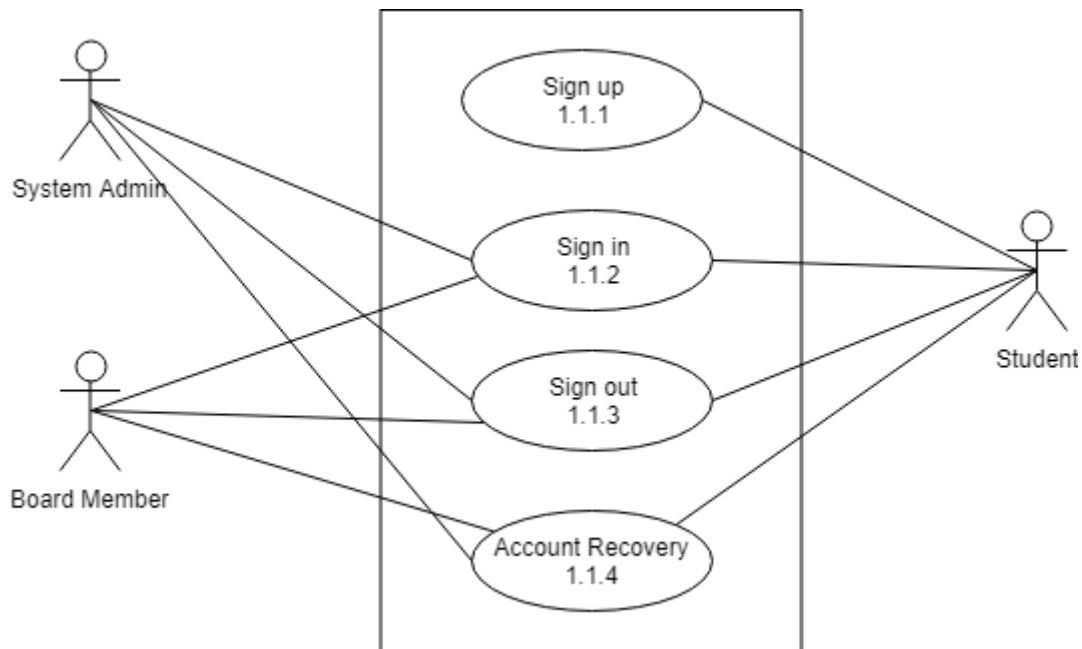 Sign up
1.1.1
System Admin
Sign in
1.1.2
Student
Sign out
1.1.3
Board Member
Account Recovery
1.1.4